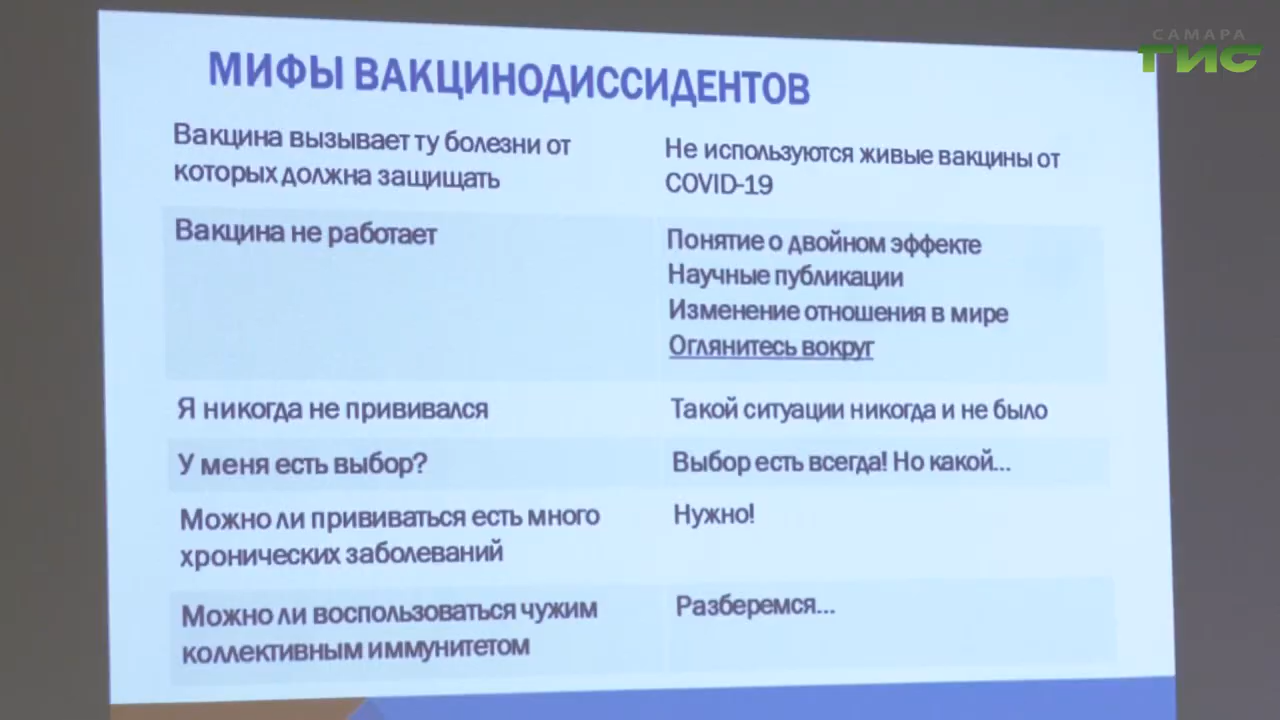 САМАРА
ГИС
МИФЫ ВАКЦИНОДИССИДЕНТОВ
Вакцина вызывает ту болезни от
которых должна защищать
Не используются живые вакцины от
COVID-19
Вакцина не работает
Понятие о двойном эффекте
Научные публикации
Изменение отношения в мире
Оглянитесь вокруг
Я никогда не прививался
Такой ситуации никогда и не было
У меня есть выбор?
Выбор есть всегда! Но какой...
Можно ли прививаться есть много
хронических заболеваний
Нужно!
Можно ли воспользоваться чужим
коллективным иммунитетом
Разберемся...